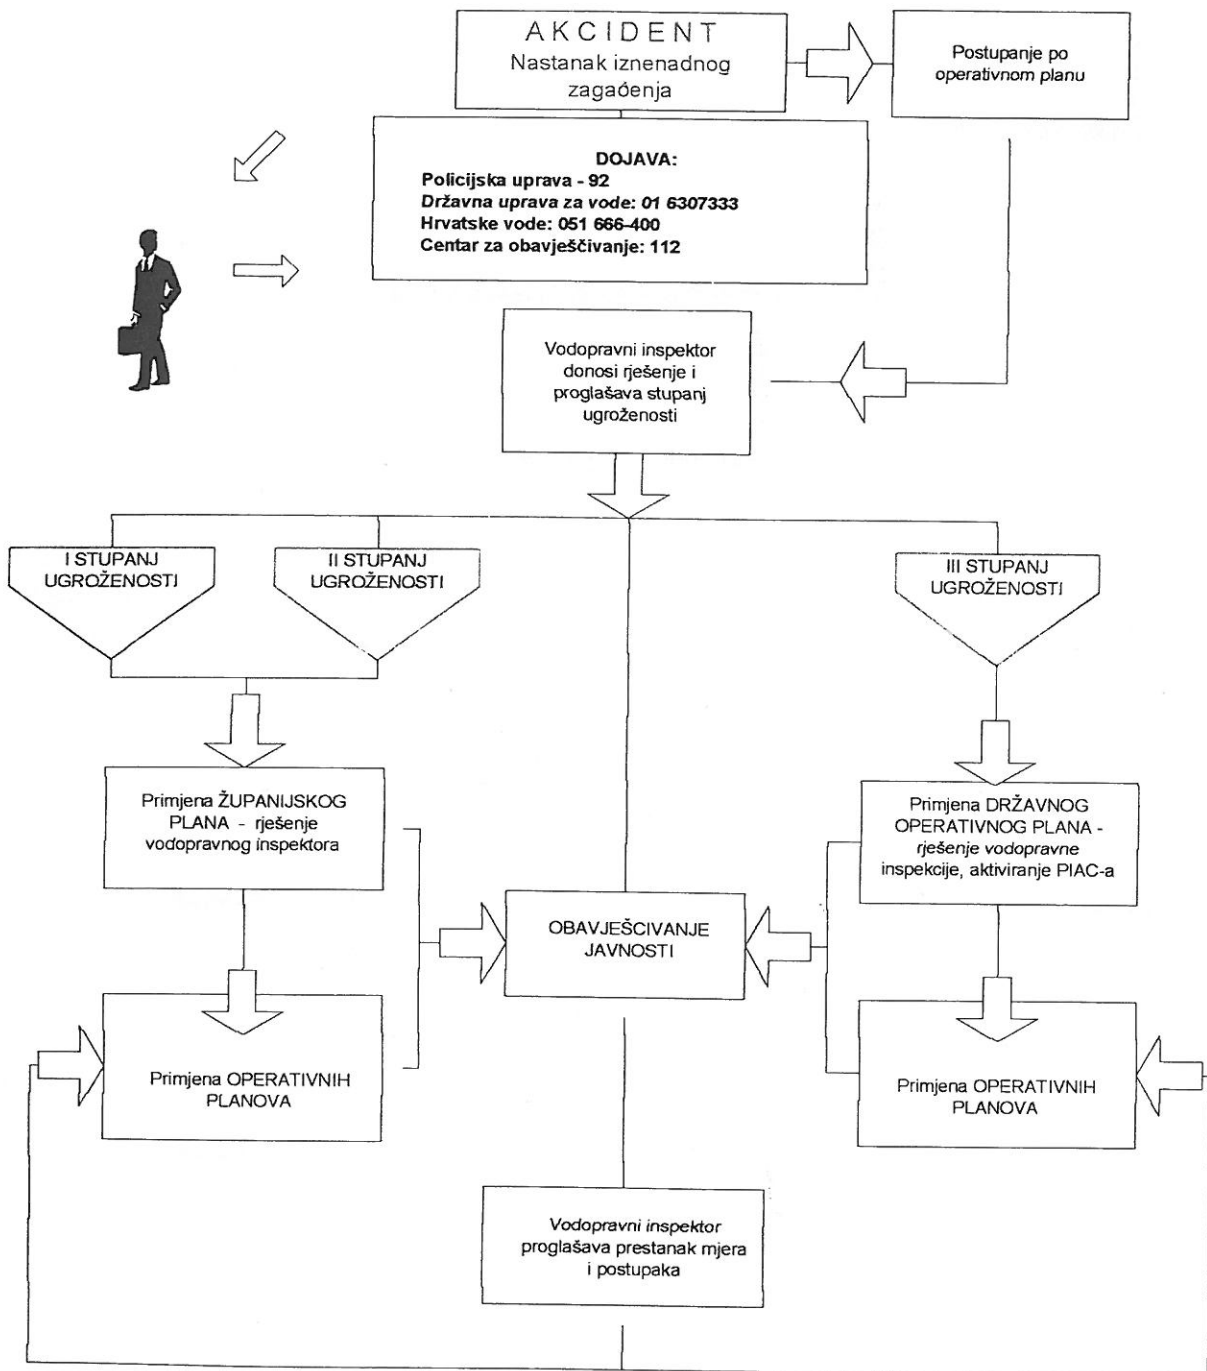 AKCIDENT
Nastanak iznenadnog
zagaóenja
Postupanje po
operativnom planu
DOJAVA:
Policijska uprava - 92
Državna uprava za vode: 01 6307333
Hrvatske vode: 051 666-400
Centar za obavješčivanje: 112
Vodopravni inspektor
donosi rješenje i
proglašava stupanj
ugroženosti
I STUPANJ
UGROŽENOSTI
II STUPANJ
UGROŽENOSTI
III STUPANJ
UGROŽENOSTI
Primjena ŽUPANIJSKOG
PLANA - rješenje
vodopravnog inspektora
Primjena DRŽAVNOG
OPERATIVNOG PLANA -
rješenje vodopravne
inspekcije, aktiviranje PIAC-a
OBAVJEŠCIVANJE
JAVNOSTI
Primjena OPERATIVNIH
PLANOVA
Primjena OPERATIVNIH
PLANOVA
Vodopravni inspektor
proglašava prestanak mjera
i postupaka